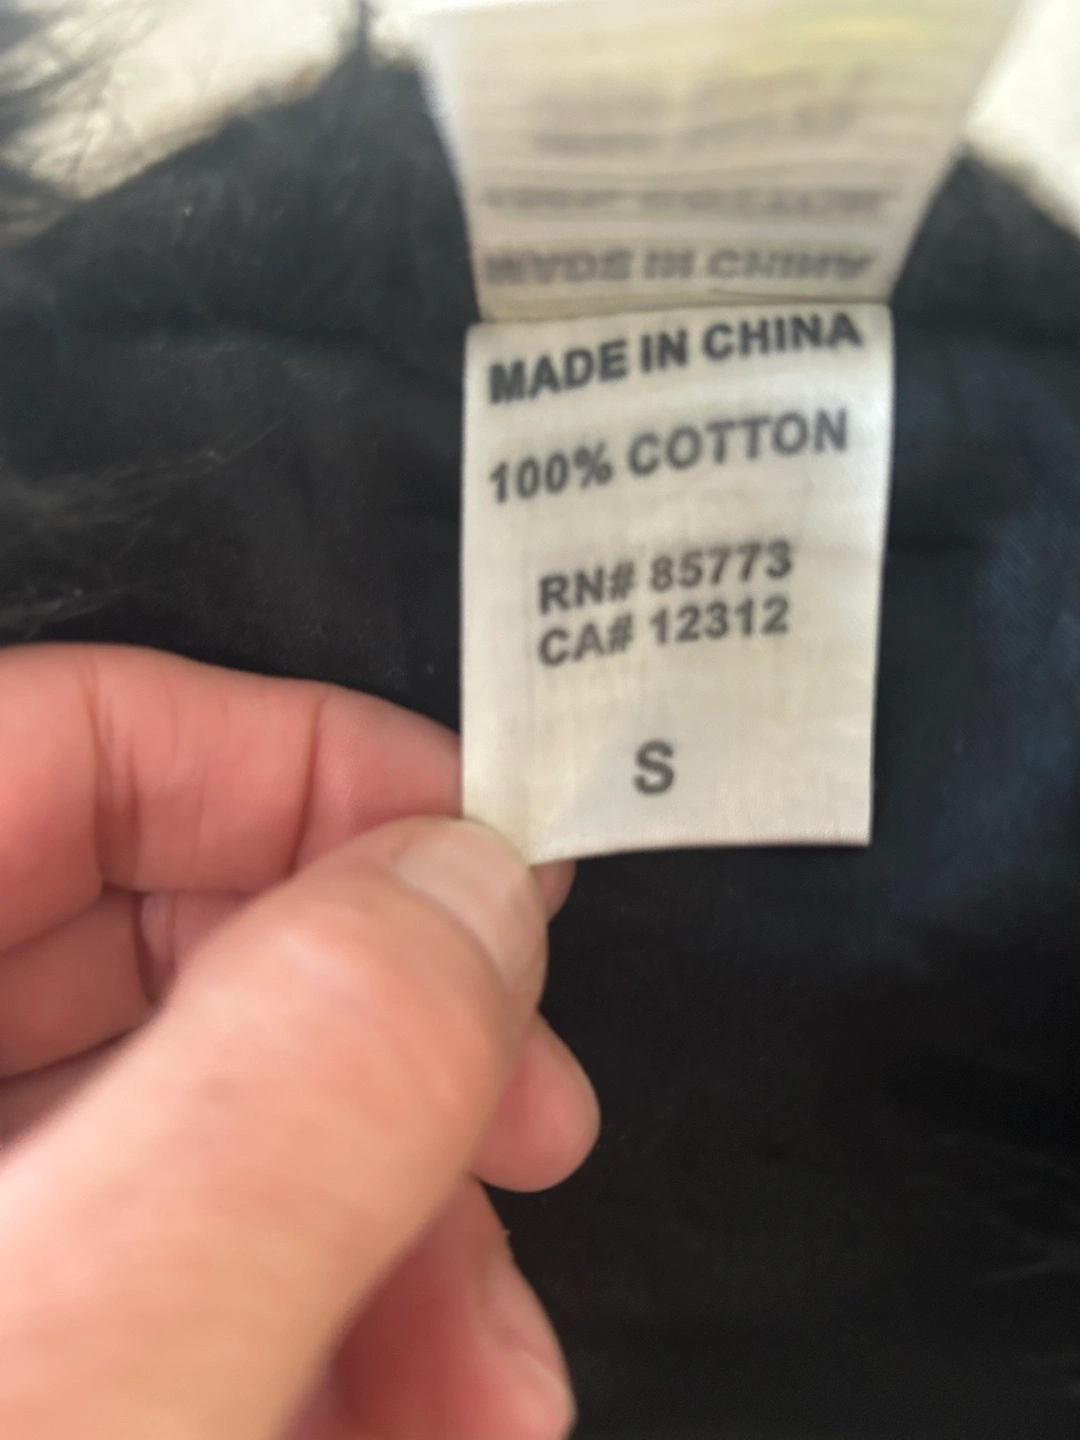 MADE IN CHINA
100% COTTON
RN# 85773
CA# 12312
S